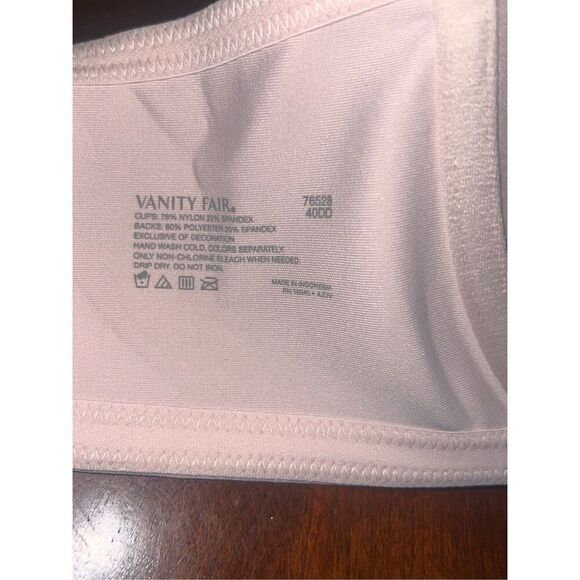 VANITY FAIR®
76528
40DD
CUPS: 78% NYLON 22% SPANDEX
BACKS: 80% POLYESTER 20% SPANDEX
EXCLUSIVE OF DECORATION
HAND WASH COLD, COLORS SEPARATELY.
ONLY NON-CHLORINE BLEACH WHEN NEEDED.
DRIP DRY. DO NOT IRON.
MADE IN INDONESIA